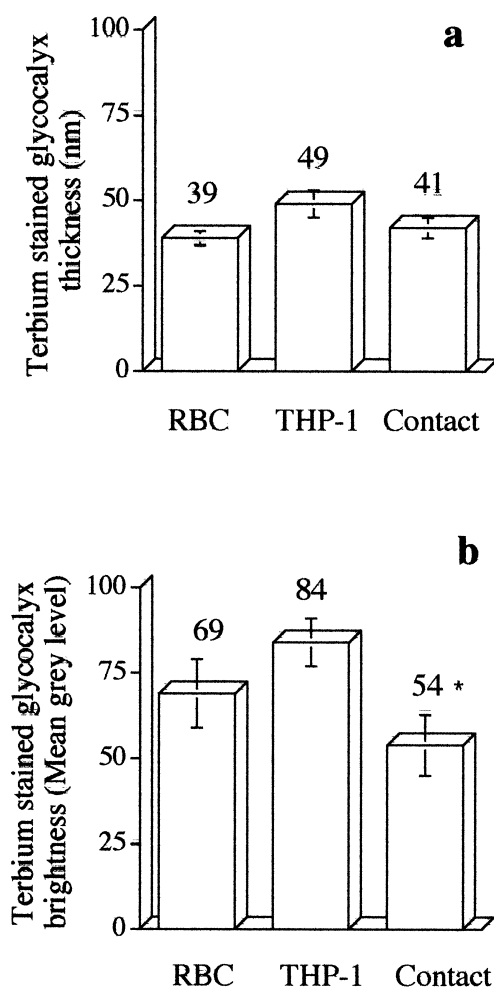 a
Terbium stained glycocalyx
thickness (nm)
100
75
50
25
0
39
49
41
RBC THP-1 Contact
b
Terbium stained glycocalyx
brightness (Mean grey level)
100
75
50
25
0
69
84
54 *
RBC THP-1 Contact